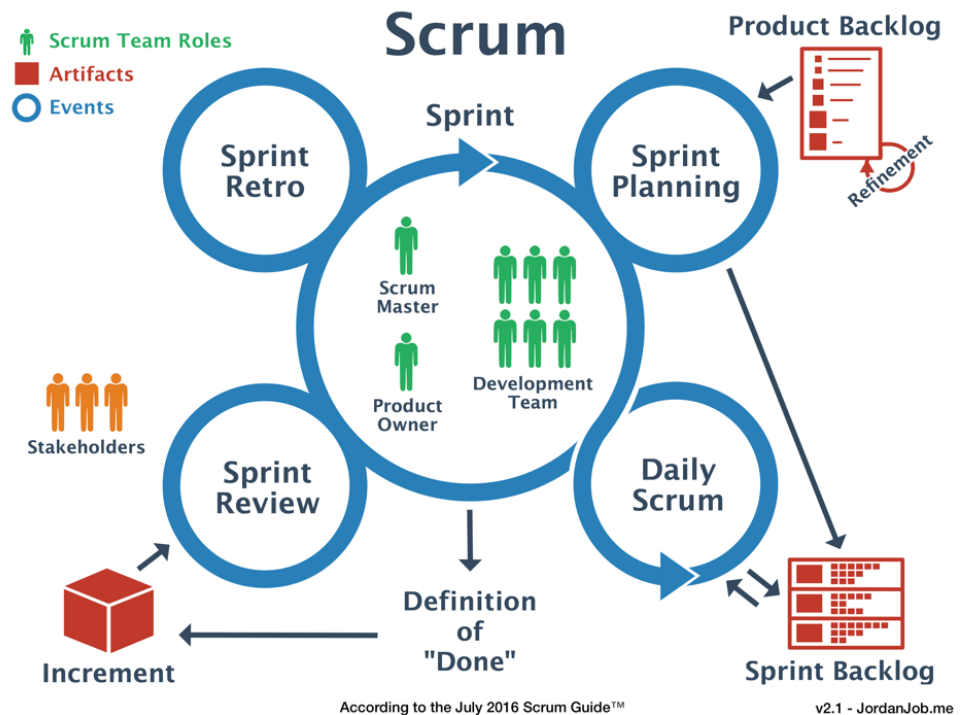 Scrum
Scrum Team Roles
Artifacts
Events
Product Backlog
Refinement
Sprint
Sprint
Retro
Sprint
Planning
Scrum
Master
Product
Owner
Development
Team
Stakeholders
Sprint
Review
Daily
Scrum
Increment
Definition
of
"Done"
Sprint Backlog
According to the July 2016 Scrum Guide™
v2.1 - JordanJob.me